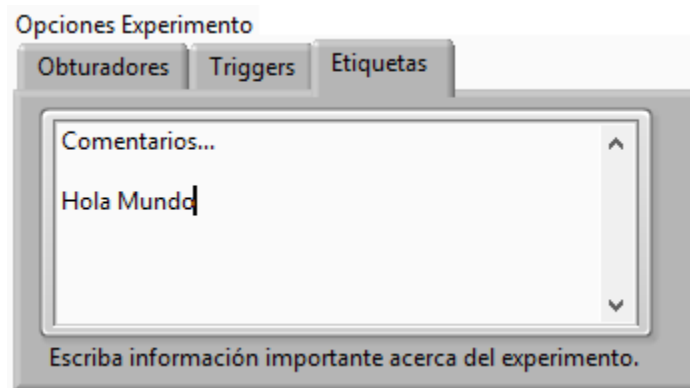 Opciones Experimento
Obturadores Triggers Etiquetas
Comentarios...
Hola Mundo
Escriba información importante acerca del experimento.